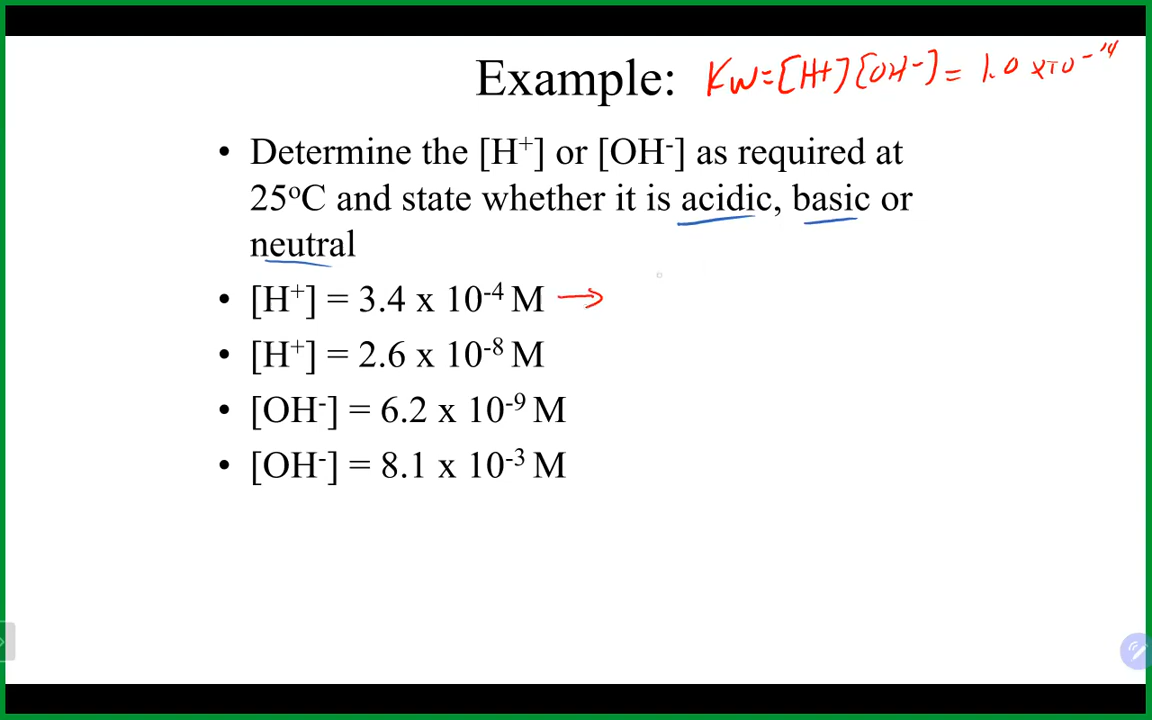 Example: Kw=[H+][OH-] = 1.0 x10-14
• Determine the [H+] or [OH-] as required at
25oC and state whether it is acidic, basic or
neutral
• [H+] = 3.4 x 10-4 M →
• [H+] = 2.6 x 10-8 M
• [OH-] = 6.2 x 10-9 M
• [OH-] = 8.1 x 10-3 M